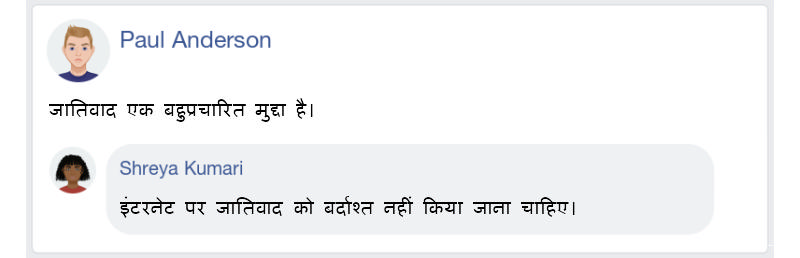 Paul Anderson
जातिवाद एक बहुप्रचारित मुद्दा है।
Shreya Kumari
इंटरनेट पर जातिवाद को बर्दाश्त नहीं किया जाना चाहिए।